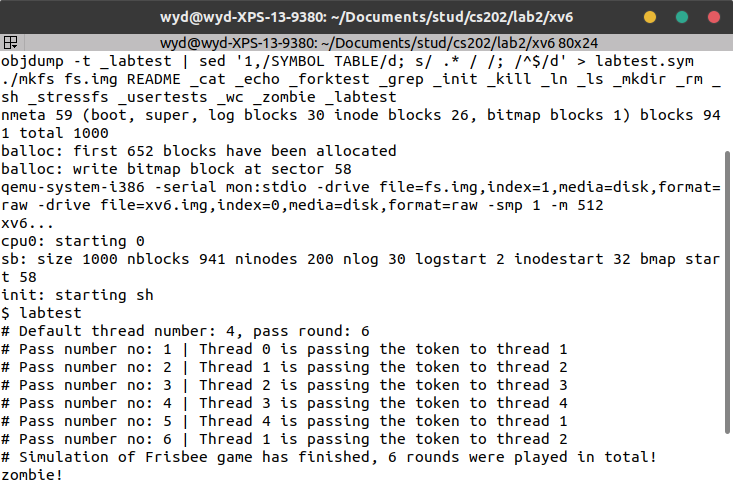 wyd@wyd-XPS-13-9380: ~/Documents/stud/cs202/lab2/xv6
wyd@wyd-XPS-13-9380: ~/Documents/stud/cs202/lab2/xv6 80x24
objdump -t _labtest | sed '1,/SYMBOL TABLE/d; s/ .* / /; /^$/d' > labtest.sym
./mkfs fs.img README _cat _echo _forktest _grep _init _kill _ln _ls _mkdir _rm _
sh _stressfs _usertests _wc _zombie _labtest
nmeta 59 (boot, super, log blocks 30 inode blocks 26, bitmap blocks 1) blocks 94
1 total 1000
balloc: first 652 blocks have been allocated
balloc: write bitmap block at sector 58
qemu-system-i386 -serial mon:stdio -drive file=fs.img,index=1,media=disk,format=
raw -drive file=xv6.img,index=0,media=disk,format=raw -smp 1 -m 512
xv6...
cpu0: starting 0
sb: size 1000 nblocks 941 ninodes 200 nlog 30 logstart 2 inodestart 32 bmap star
t 58
init: starting sh
$ labtest
# Default thread number: 4, pass round: 6
# Pass number no: 1 | Thread 0 is passing the token to thread 1
# Pass number no: 2 | Thread 1 is passing the token to thread 2
# Pass number no: 3 | Thread 2 is passing the token to thread 3
# Pass number no: 4 | Thread 3 is passing the token to thread 4
# Pass number no: 5 | Thread 4 is passing the token to thread 1
# Pass number no: 6 | Thread 1 is passing the token to thread 2
# Simulation of Frisbee game has finished, 6 rounds were played in total!
zombie!